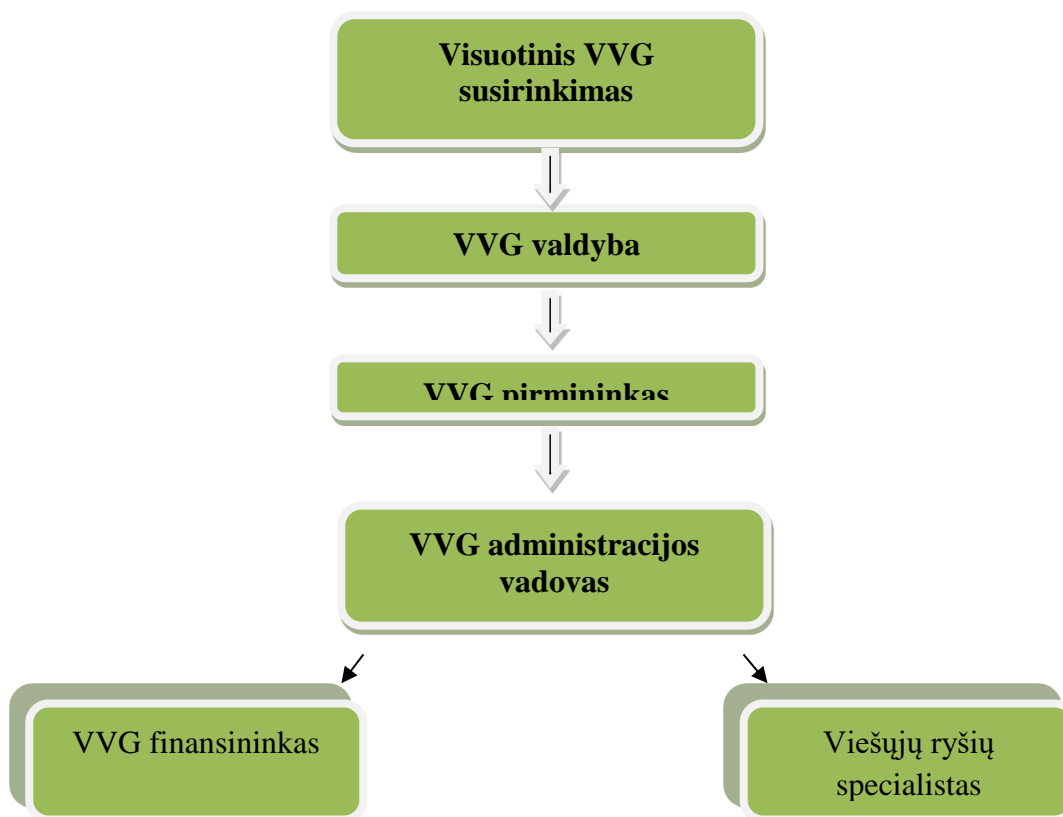 Visuotinis VVG
susirinkimas
VVG valdyba
VVG pirmininkas
VVG administracijos
vadovas
VVG finansininkas
Viešųjų ryšių
specialistas